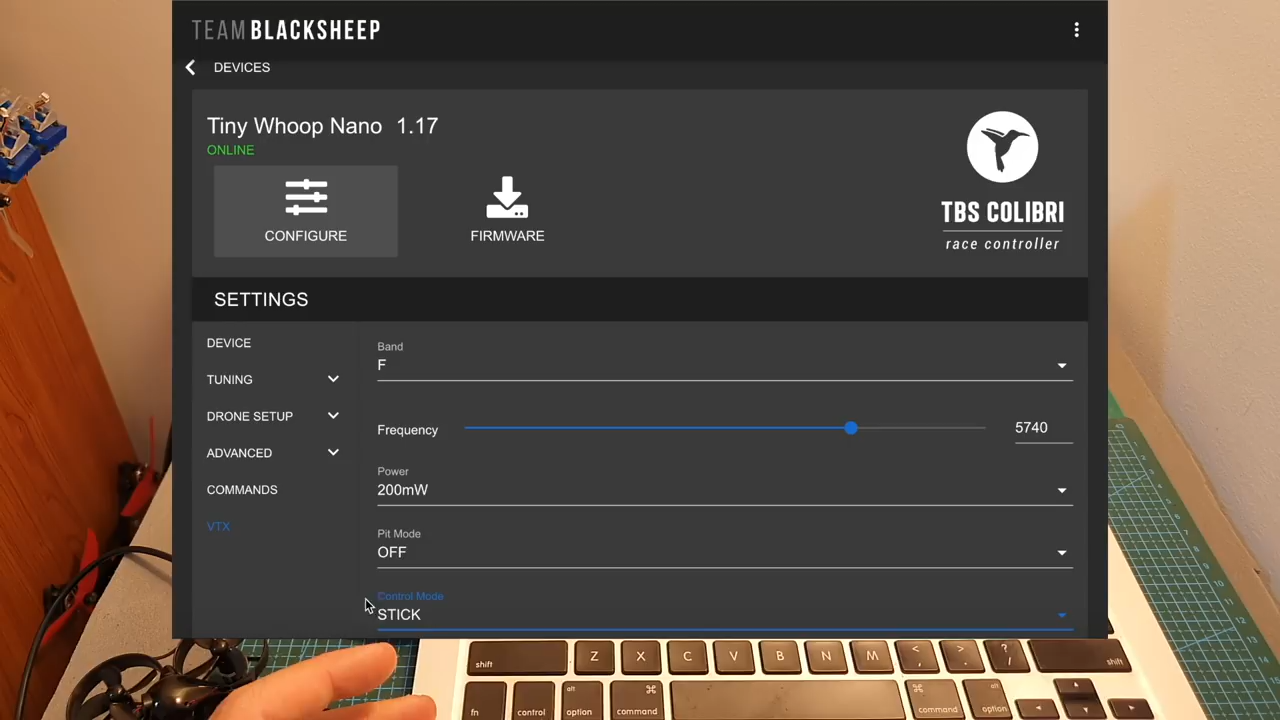 TEAMBLACKSHEEP
DEVICES
Tiny Whoop Nano 1.17
ONLINE
CONFIGURE
FIRMWARE
TBS COLIBRI
race controller
SETTINGS
DEVICE
TUNING
DRONE SETUP
ADVANCED
COMMANDS
VTX
Band
F
Frequency
5740
Power
200mW
Pit Mode
OFF
Control Mode
STICK
shift Z X C V B N M < , > . ? / shift
fn control alt option command command alt option